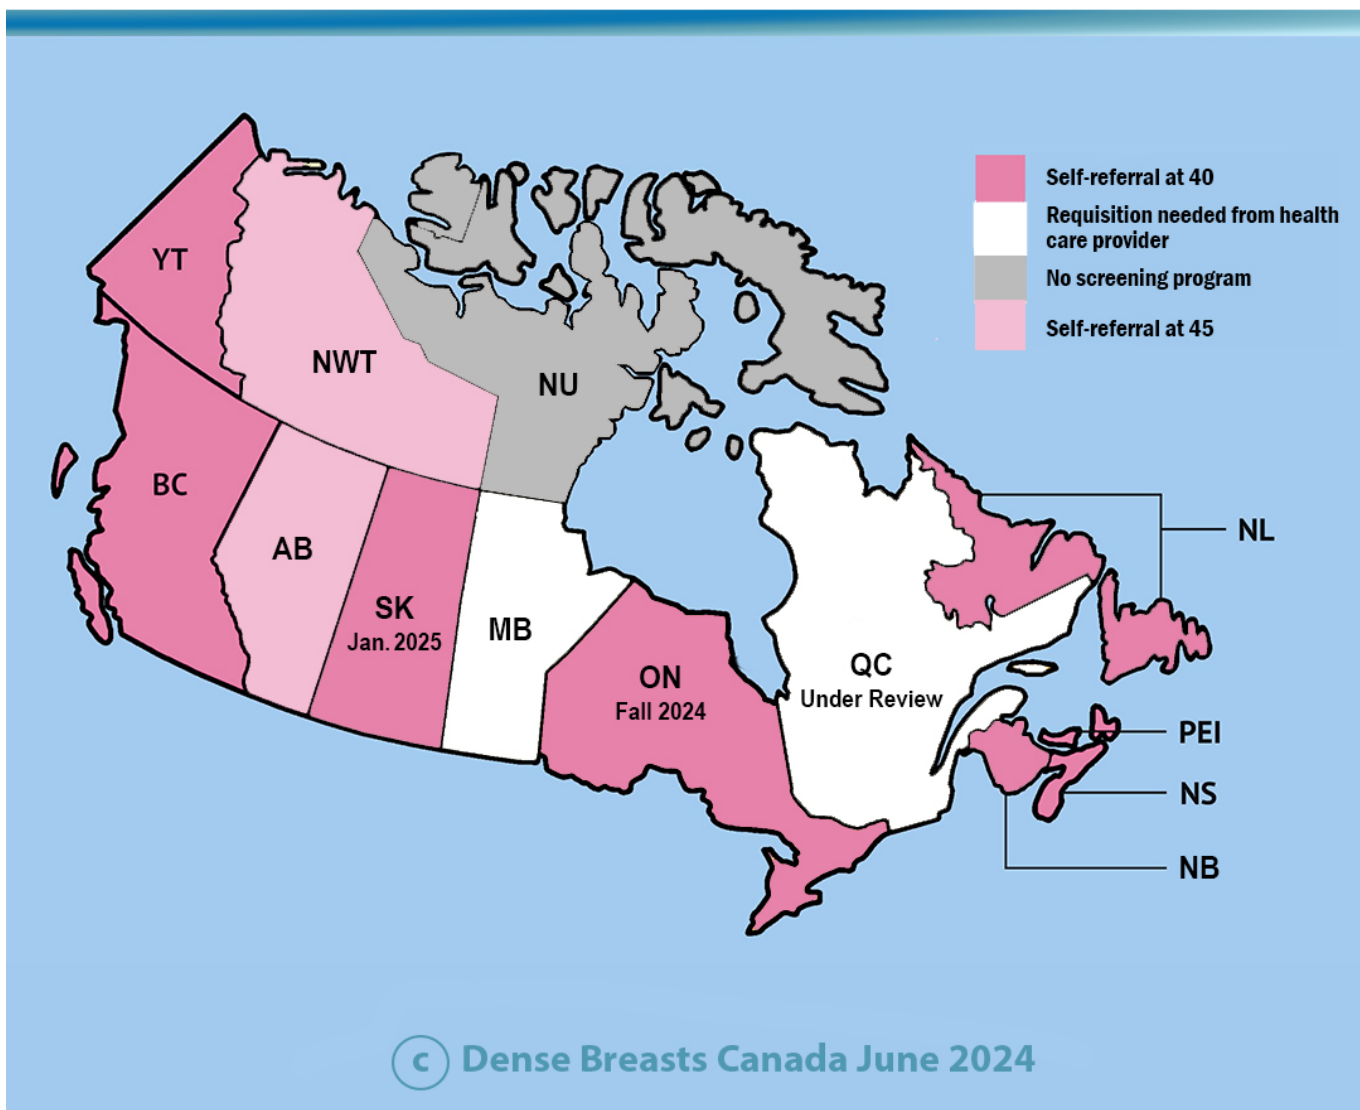 Self-referral at 40
Requisition needed from health
care provider
No screening program
Self-referral at 45
YT
NWT
NU
BC
AB
SK
Jan. 2025
MB
ON
Fall 2024
QC
Under Review
NL
PEI
NS
NB
c Dense Breasts Canada June 2024